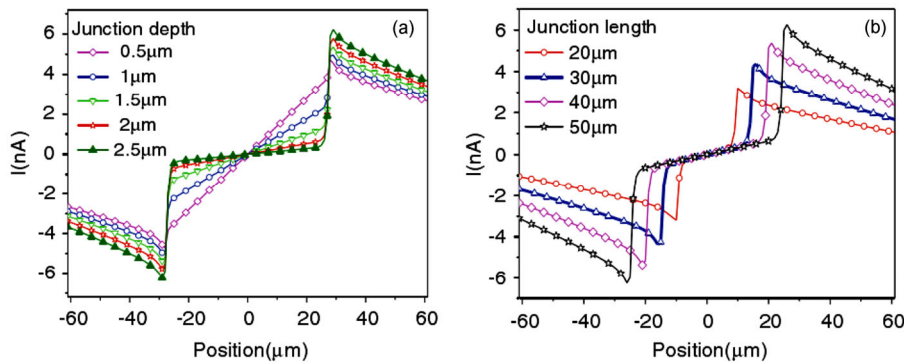 Junction depth
(a)
0.5μm
1μm
1.5μm
2μm
2.5μm
I(nA)
6
4
2
0
-2
-4
-6
-60 -40 -20 0 20 40 60
Position(μm)
Junction length
(b)
20μm
30μm
40μm
50μm
I(nA)
6
4
2
0
-2
-4
-6
-60 -40 -20 0 20 40 60
Position(μm)